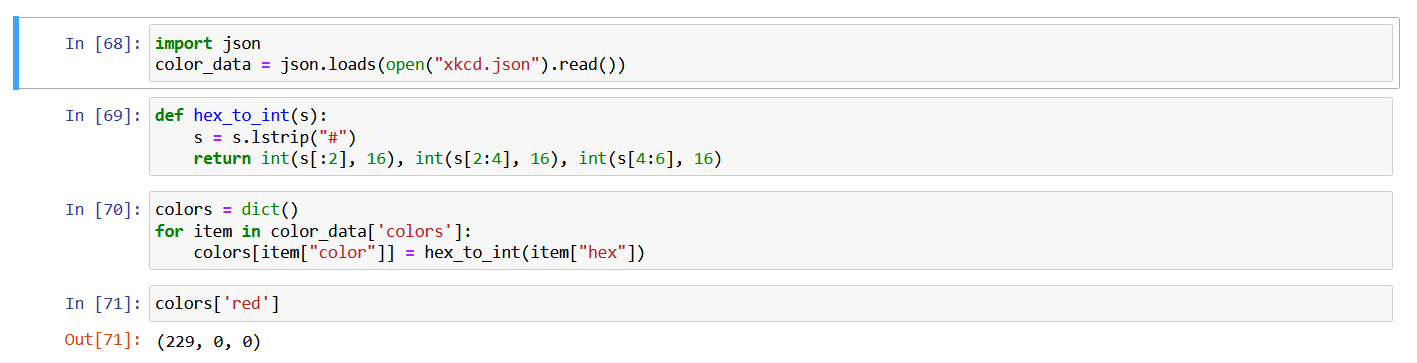 In [68]: import json
color_data = json.loads(open("xkcd.json").read())
In [69]: def hex_to_int(s):
    s = s.lstrip("#")
    return int(s[:2], 16), int(s[2:4], 16), int(s[4:6], 16)
In [70]: colors = dict()
for item in color_data['colors']:
    colors[item["color"]] = hex_to_int(item["hex"])
In [71]: colors['red']
Out[71]: (229, 0, 0)